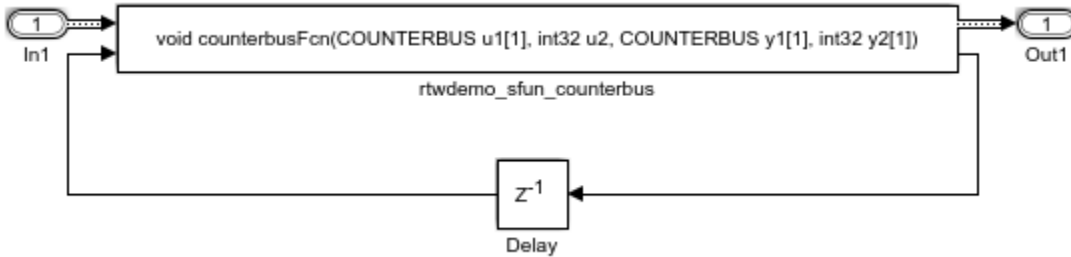 1
void counterbusFcn(COUNTERBUS u1[1], int32 u2, COUNTERBUS y1[1], int32 y2[1])
1
In1
Out1
rtwdemo_sfun_counterbus
Z-1
Delay